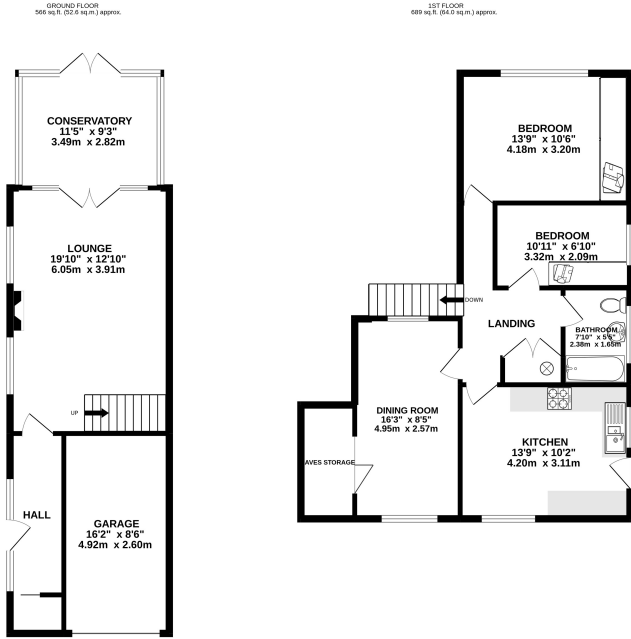 GROUND FLOOR
566 sq.ft. (52.6 sq.m.) approx.
CONSERVATORY
11'5" x 9'3"
3.49m x 2.82m
LOUNGE
19'10" x 12'10"
6.05m x 3.91m
UP
HALL
GARAGE
16'2" x 8'6"
4.92m x 2.60m
1ST FLOOR
689 sq.ft. (64.0 sq.m.) approx.
BEDROOM
13'9" x 10'6"
4.18m x 3.20m
BEDROOM
10'11" x 6'10"
3.32m x 2.09m
DOWN
LANDING
BATHROOM
7'10" x 5'5"
2.38m x 1.65m
DINING ROOM
16'3" x 8'5"
4.95m x 2.57m
AVES STORAGE
KITCHEN
13'9" x 10'2"
4.20m x 3.11m